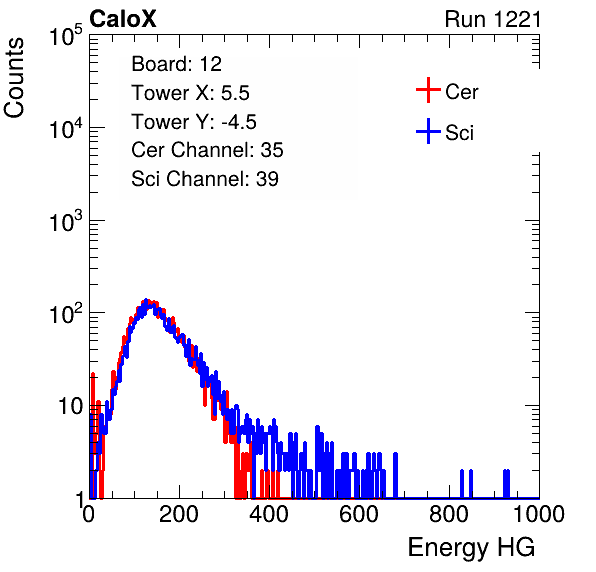 CaloX Run 1221
Counts
Board: 12
Tower X: 5.5
Tower Y: -4.5
Cer Channel: 35
Sci Channel: 39
Cer
Sci
10^5
10^4
10^3
10^2
10
1
0 200 400 600 800 1000
Energy HG